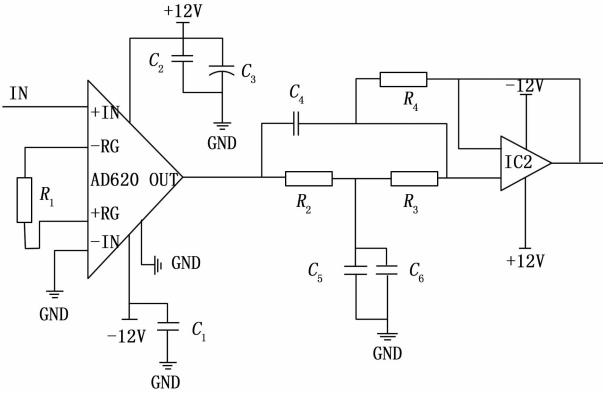 +12V
C2
C3
GND
IN
+IN
-RG
R1
AD620 OUT
+RG
-IN
GND
GND
-12V
C1
GND
C4
R4
R2
R3
C5
C6
GND
-12V
IC2
+12V